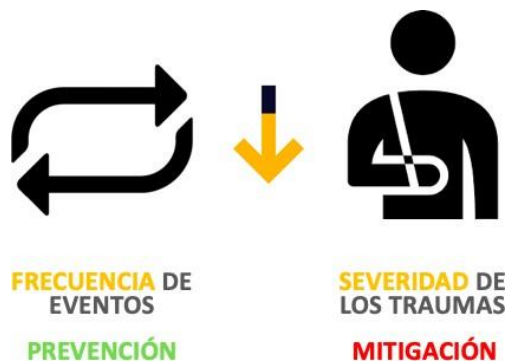 FRECUENCIA DE
EVENTOS
PREVENCIÓN
SEVERIDAD DE
LOS TRAUMAS
MITIGACIÓN